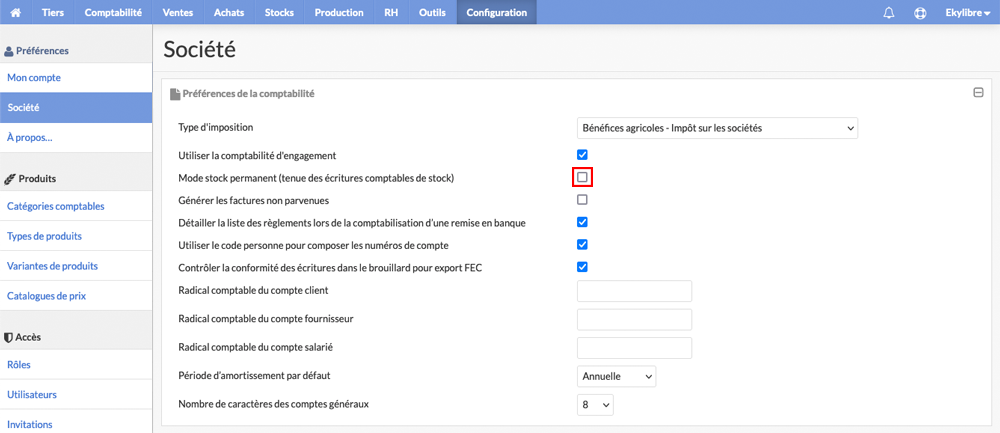 Tiers Comptabilité Ventes Achats Stocks Production RH Outils Configuration Ekylibre
Préférences
Mon compte
Société
À propos...
Produits
Catégories comptables
Types de produits
Variantes de produits
Catalogues de prix
Accès
Rôles
Utilisateurs
Invitations
Société
Préférences de la comptabilité
Type d'imposition Bénéfices agricoles - Impôt sur les sociétés
Utiliser la comptabilité d'engagement
Mode stock permanent (tenue des écritures comptables de stock)
Générer les factures non parvenues
Détailler la liste des règlements lors de la comptabilisation d'une remise en banque
Utiliser le code personne pour composer les numéros de compte
Contrôler la conformité des écritures dans le brouillard pour export FEC
Radical comptable du compte client
Radical comptable du compte fournisseur
Radical comptable du compte salarié
Période d'amortissement par défaut Annuelle
Nombre de caractères des comptes généraux 8